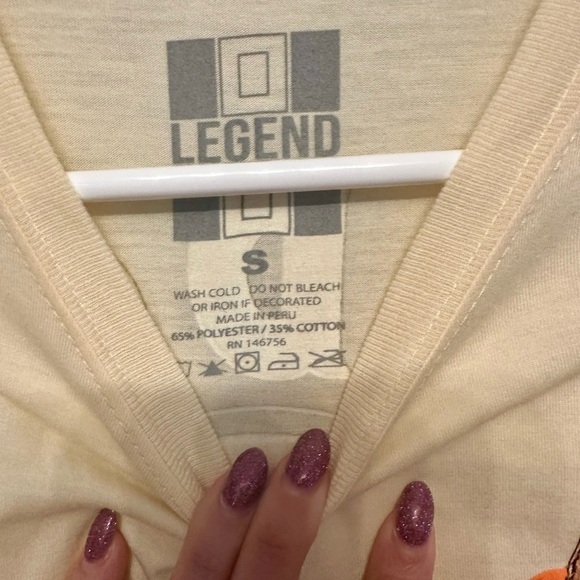 LEGEND
S
WASH COLD DO NOT BLEACH
OR IRON IF DECORATED
MADE IN PERU
65% POLYESTER / 35% COTTON
RN 146756